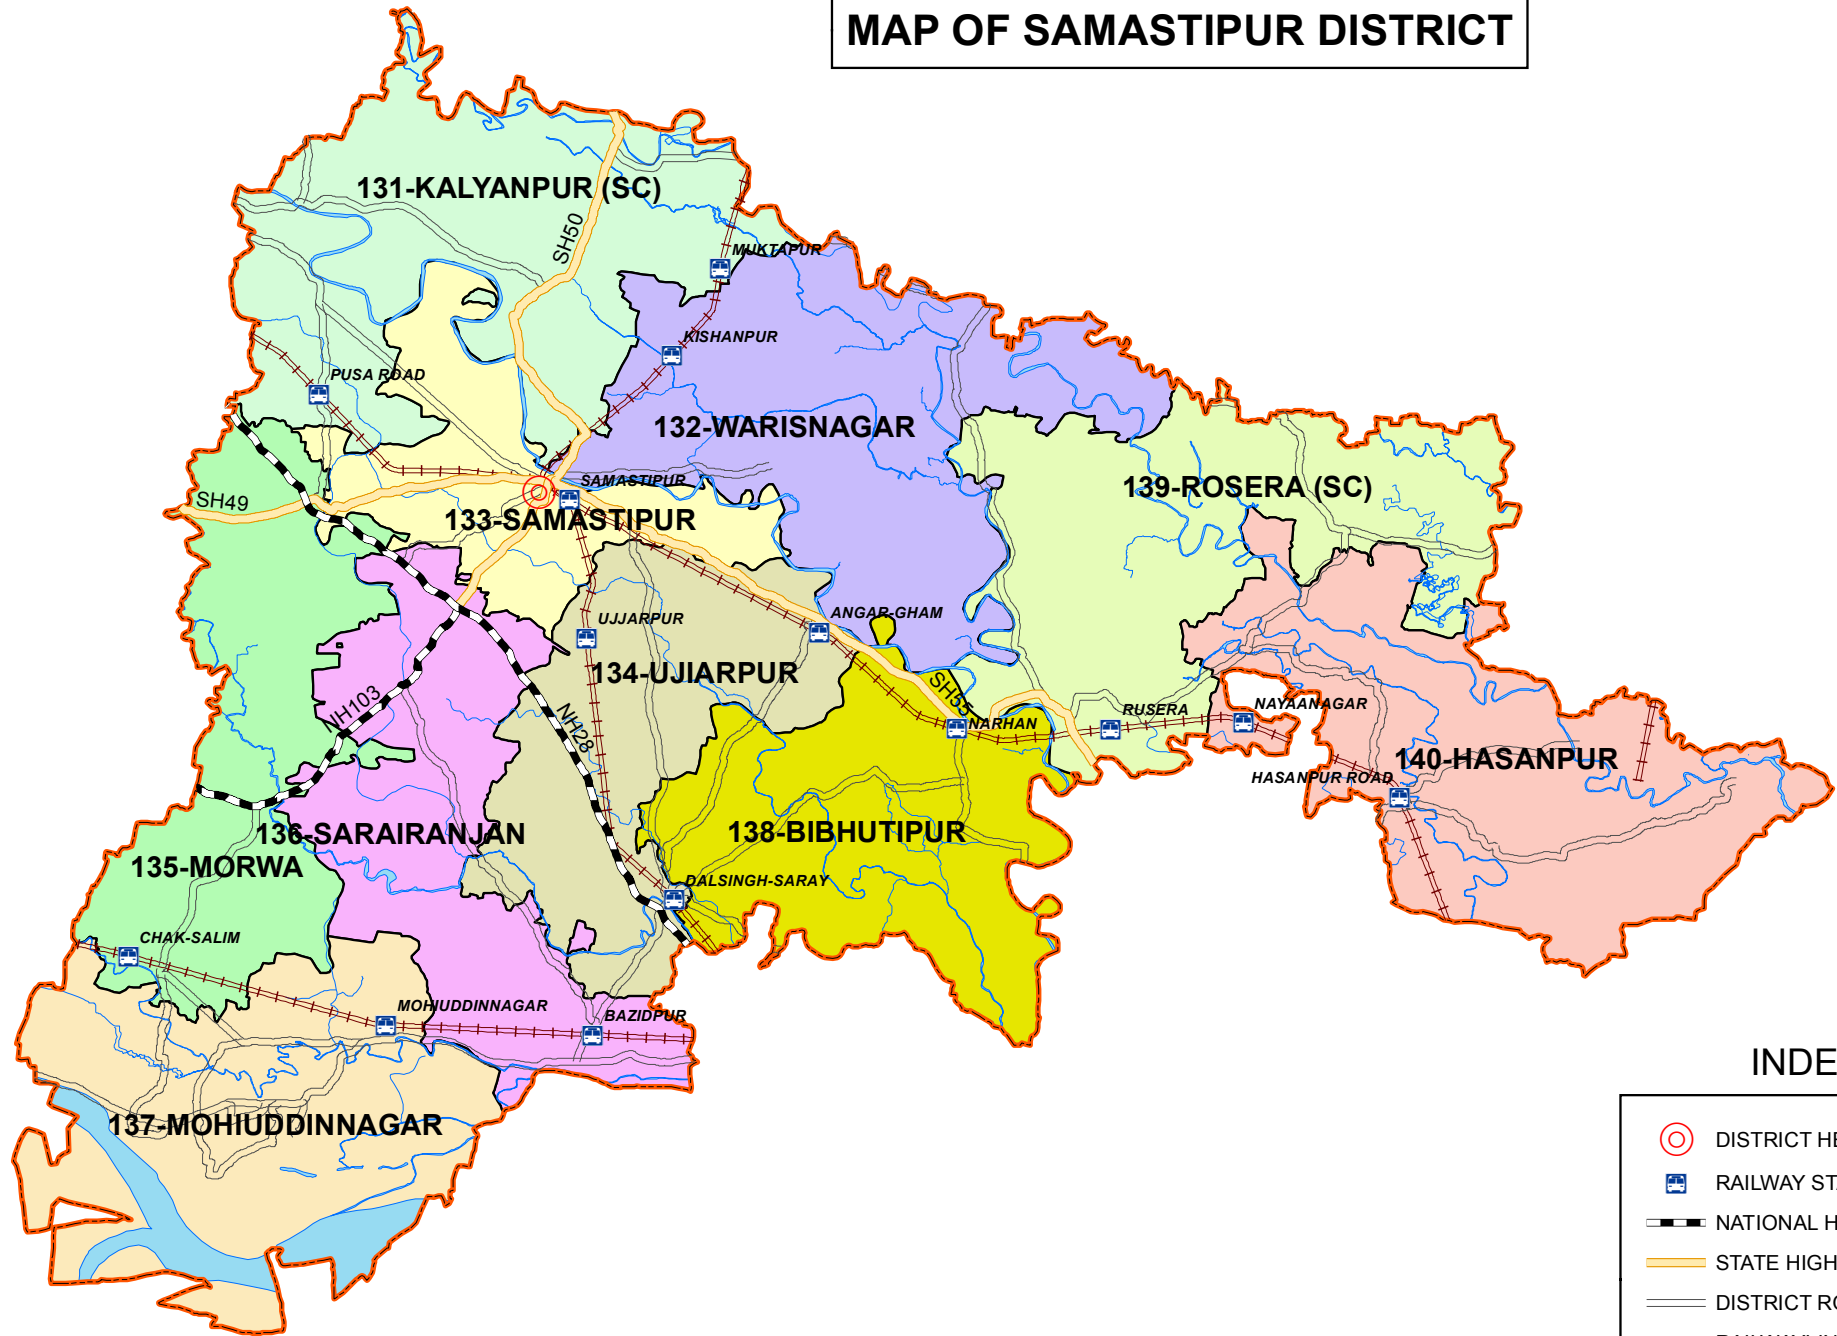 MAP OF SAMASTIPUR DISTRICT
131-KALYANPUR (SC)
SH50
MUKTAPUR
KISHANPUR
PUSA ROAD
132-WARISNAGAR
139-ROSERA (SC)
SAMASTIPUR
SH49
133-SAMASTIPUR
ANGAR-GHAM
UJJARPUR
134-UJIARPUR
SH55
NH103
NH28
NARHAN
RUSERA
NAYAANAGAR
140-HASANPUR
HASANPUR ROAD
136-SARAIRANJAN
138-BIBHUTIPUR
135-MORWA
DALSINGH-SARAY
CHAK-SALIM
MOHIUDDINNAGAR
BAZIDPUR
137-MOHIUDDINNAGAR
INDE
DISTRICT HE
RAILWAY STA
NATIONAL H
STATE HIGH
DISTRICT RO